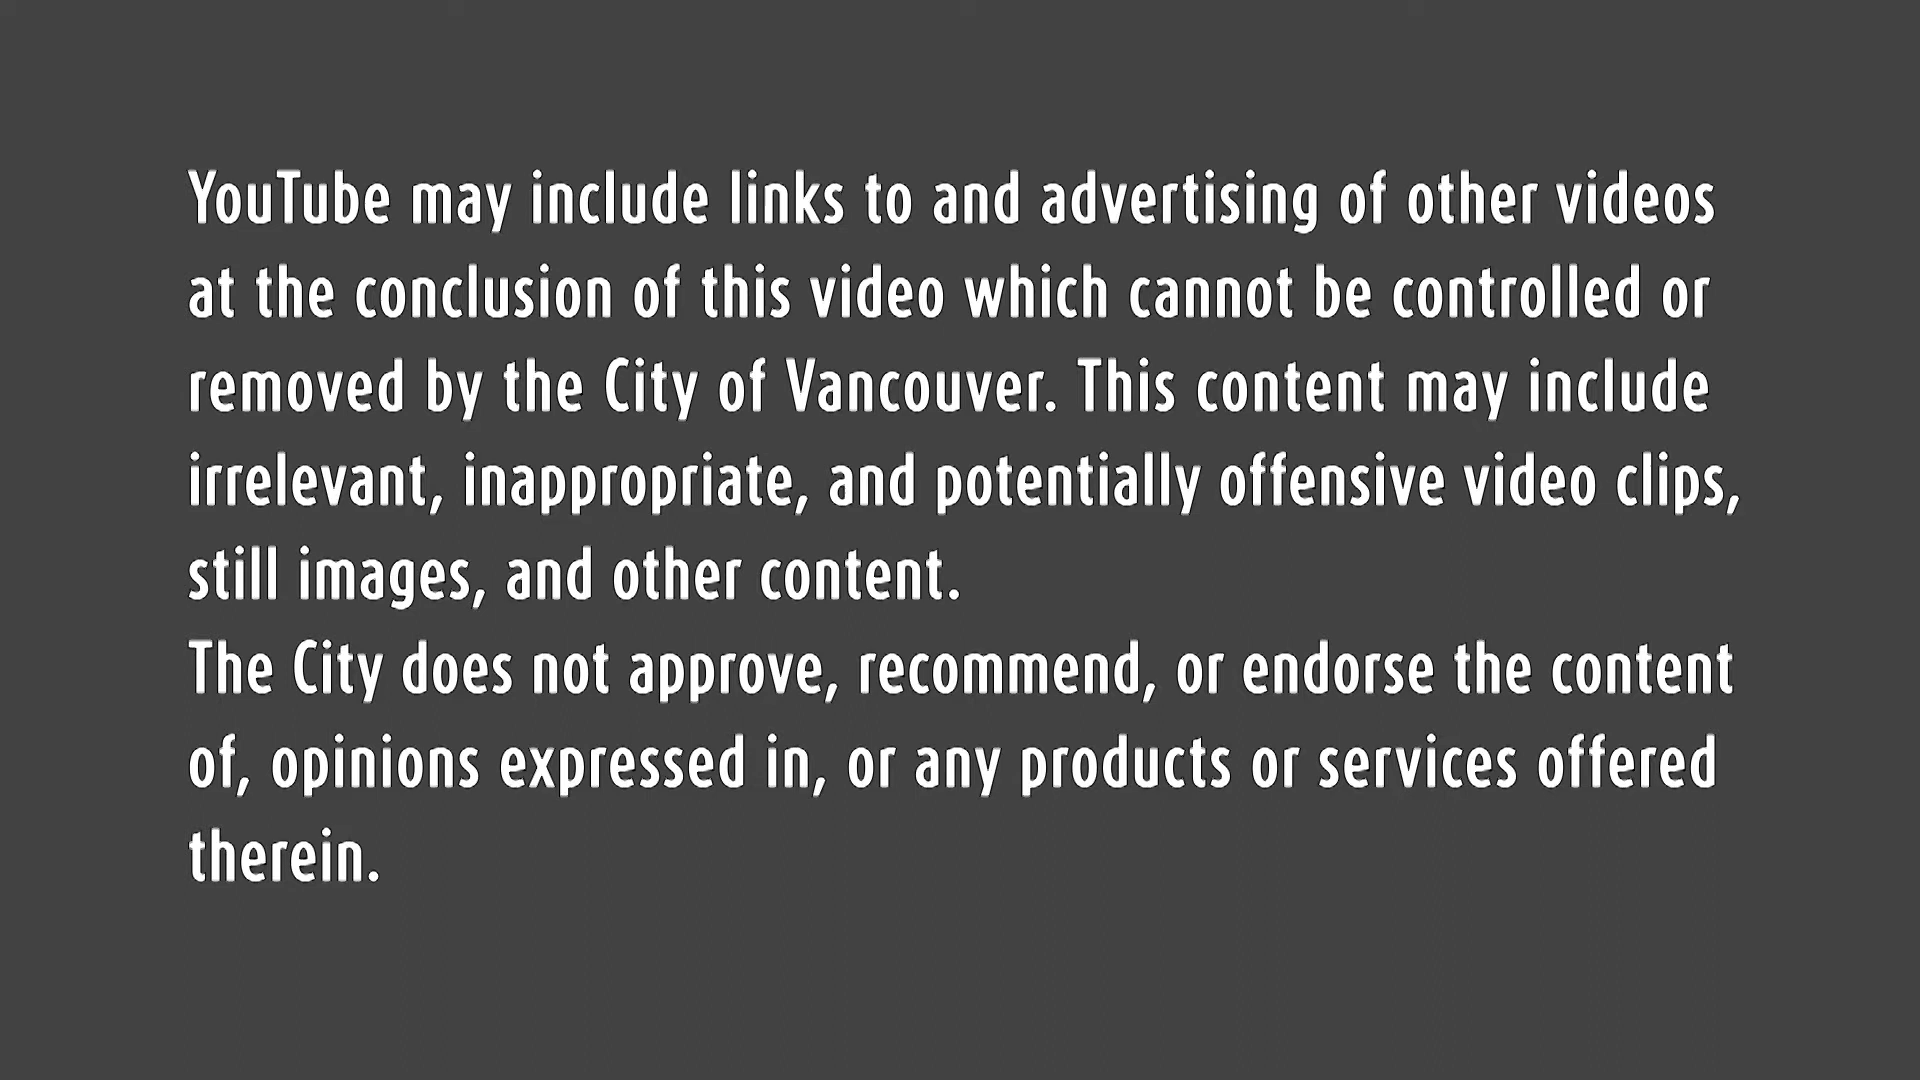 YouTube may include links to and advertising of other videos
at the conclusion of this video which cannot be controlled or
removed by the City of Vancouver. This content may include
irrelevant, inappropriate, and potentially offensive video clips,
still images, and other content.
The City does not approve, recommend, or endorse the content
of, opinions expressed in, or any products or services offered
therein.